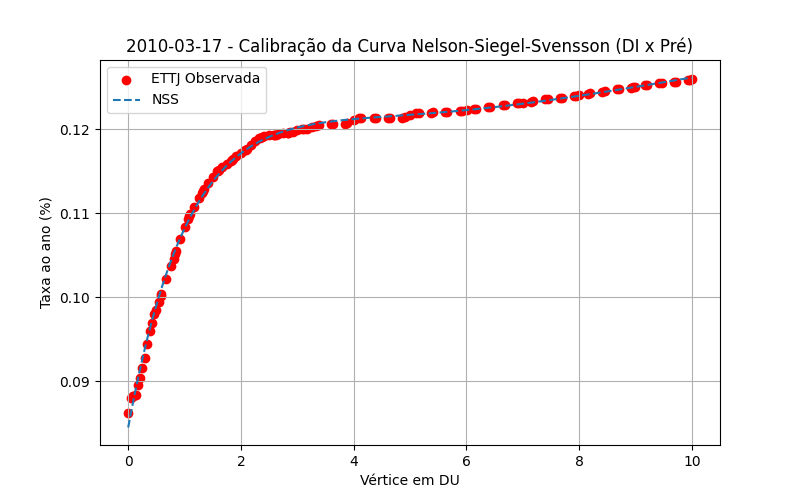 2010-03-17 - Calibração da Curva Nelson-Siegel-Svensson (DI x Pré)
ETTJ Observada
NSS
Taxa ao ano (%)
0.12
0.11
0.10
0.09
0 2 4 6 8 10
Vértice em DU